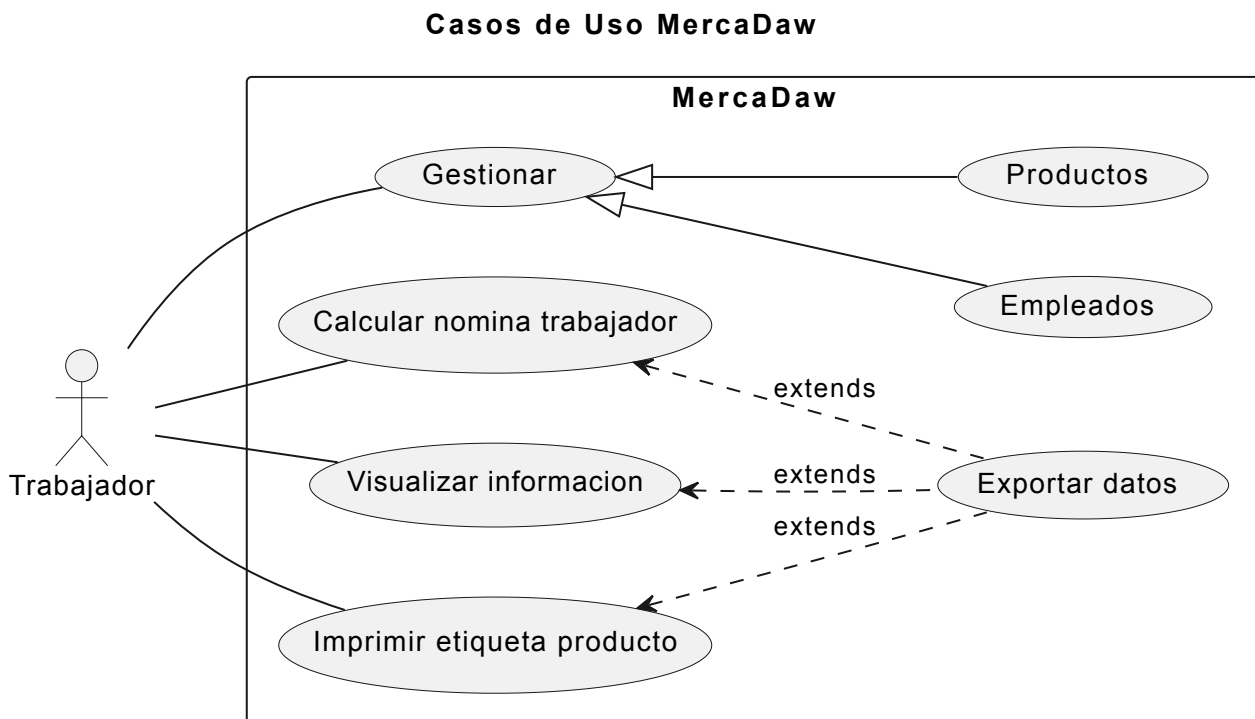 Casos de Uso MercaDaw
MercaDaw
Gestionar
Productos
Empleados
Calcular nomina trabajador
extends
Trabajador
Visualizar informacion
extends
Exportar datos
extends
Imprimir etiqueta producto